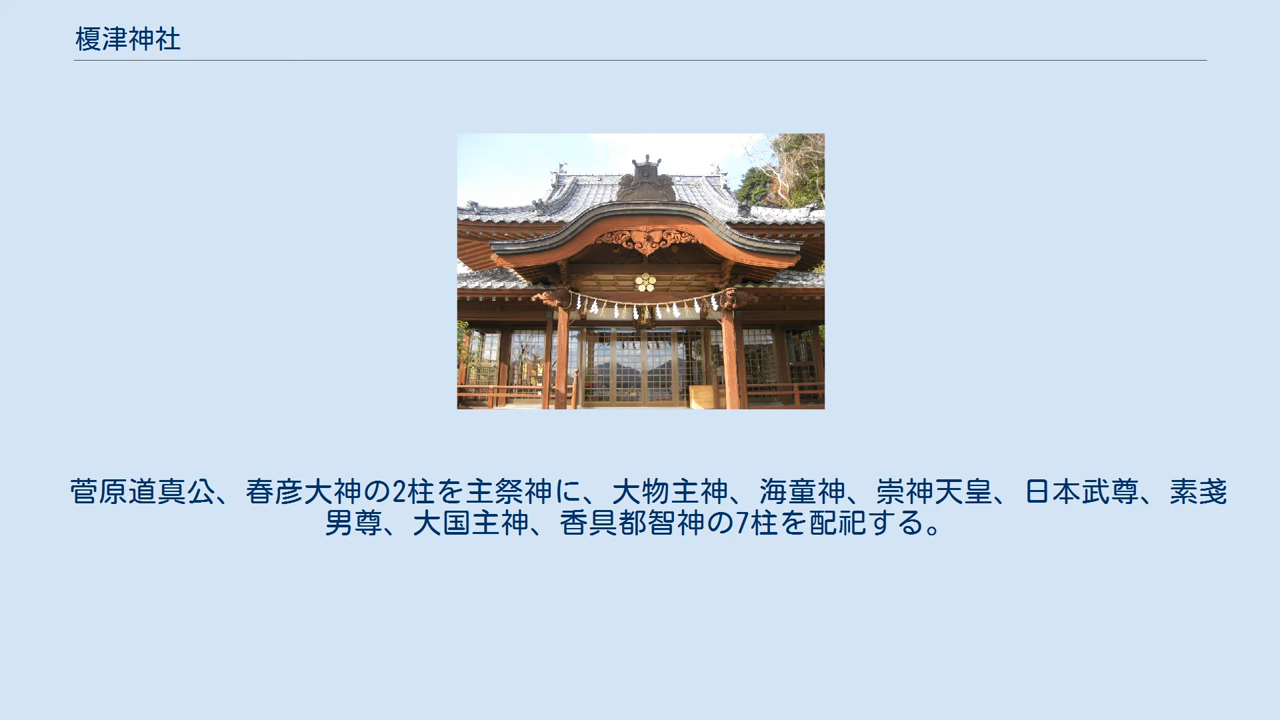 榎津神社
菅原道真公、春彦大神の2柱を主祭神に、大物主神、海童神、崇神天皇、日本武尊、素戔
男尊、大国主神、香具都智神の7柱を配祀する。